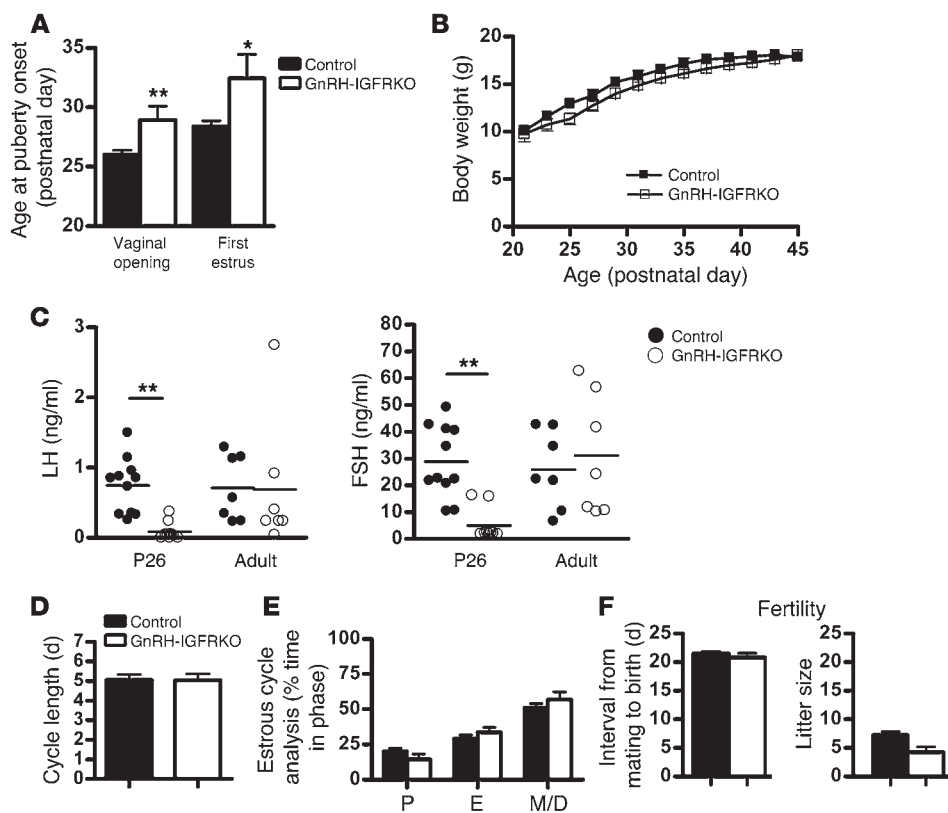 A
Age at puberty onset
(postnatal day)
35
30
25
20
**
*
Control
GnRH-IGFRKO
Vaginal
opening
First
estrus
B
Body weight (g)
20
15
10
5
0
Control
GnRH-IGFRKO
20 25 30 35 40 45
Age (postnatal day)
C
LH (ng/ml)
3
2
1
0
**
P26 Adult
FSH (ng/ml)
80
70
60
50
40
30
20
10
0
**
P26 Adult
Control
GnRH-IGFRKO
D
Control
GnRH-IGFRKO
Cycle length (d)
7
6
5
4
3
2
1
0
E
Estrous cycle
analysis (% time
in phase)
100
75
50
25
0
P E M/D
F
Fertility
Interval from
mating to birth (d)
25
20
15
10
5
0
Litter size
25
20
15
10
5
0